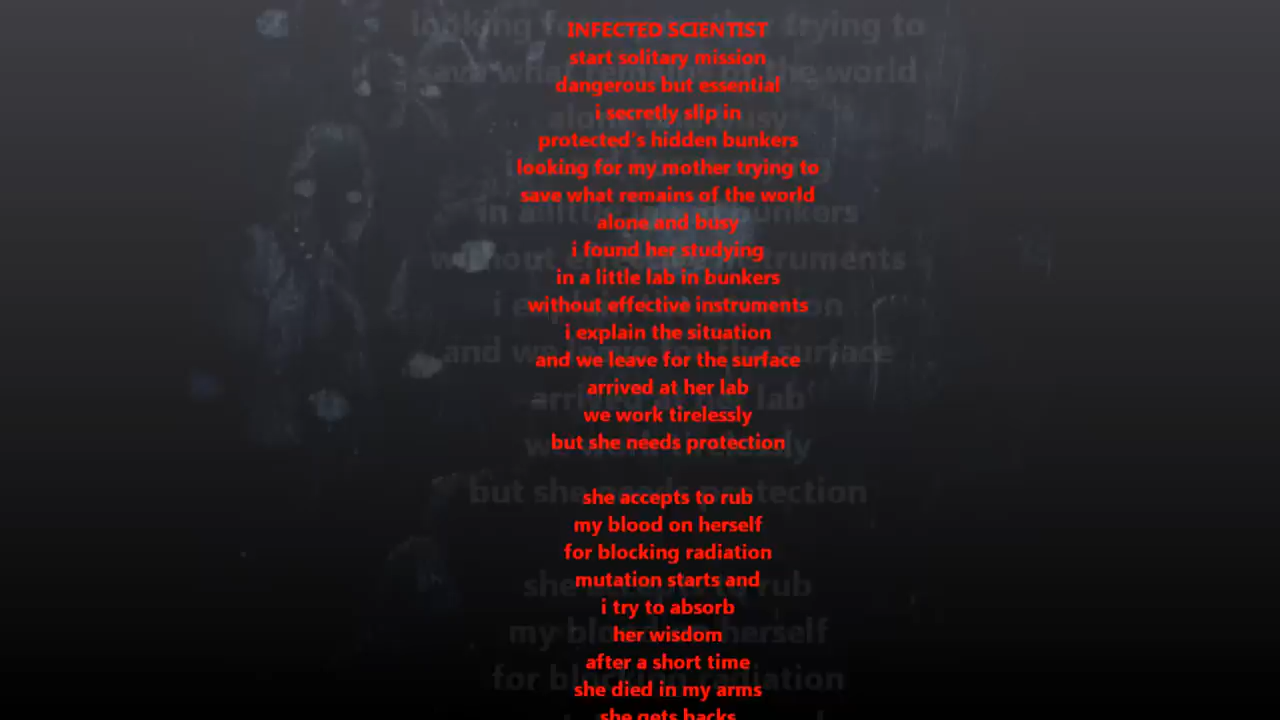 INFECTED SCIENTIST
start solitary mission
dangerous but essential
i secretly slip in
protected's hidden bunkers
looking for my mother trying to
save what remains of the world
alone and busy
i found her studying
in a little lab in bunkers
without effective instruments
i explain the situation
and we leave for the surface
arrived at her lab
we work tirelessly
but she needs protection
she accepts to rub
my blood on herself
for blocking radiation
mutation starts and
i try to absorb
her wisdom
after a short time
she died in my arms
she gets backs